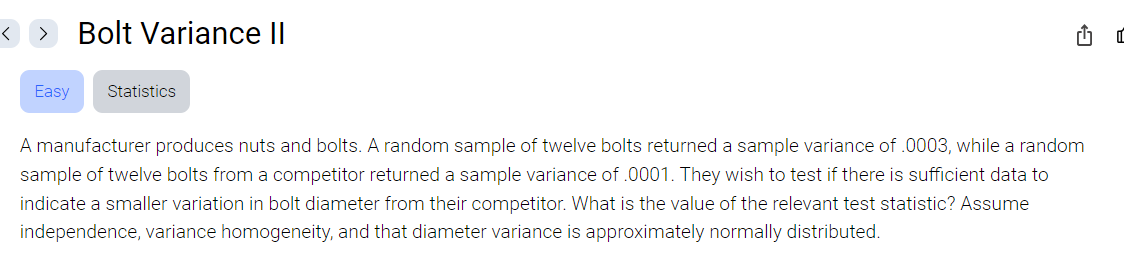 Bolt Variance II
Easy
Statistics
A manufacturer produces nuts and bolts. A random sample of twelve bolts returned a sample variance of .0003, while a random
sample of twelve bolts from a competitor returned a sample variance of .0001. They wish to test if there is sufficient data to
indicate a smaller variation in bolt diameter from their competitor. What is the value of the relevant test statistic? Assume
independence, variance homogeneity, and that diameter variance is approximately normally distributed.